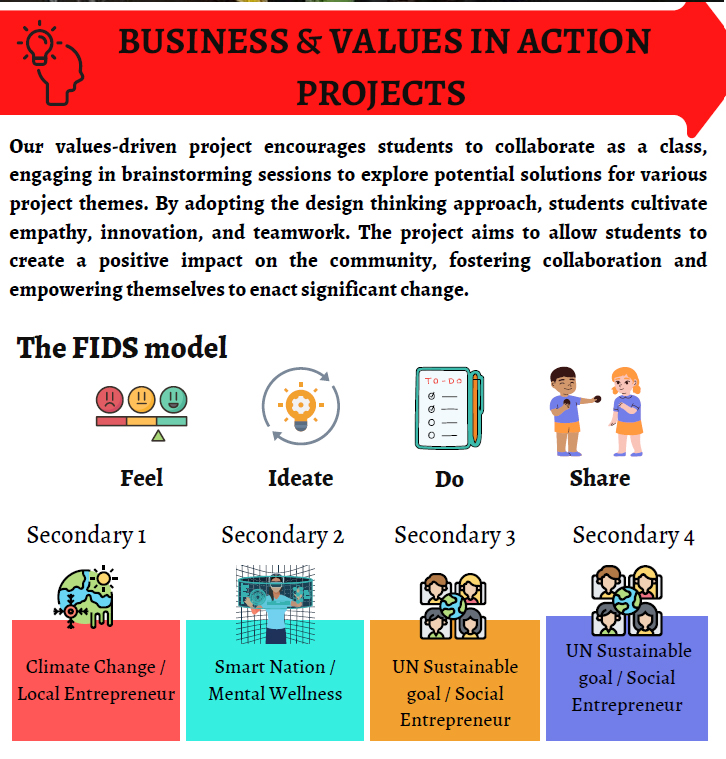 BUSINESS & VALUES IN ACTION
PROJECTS
Our values-driven project encourages students to collaborate as a class,
engaging in brainstorming sessions to explore potential solutions for various
project themes. By adopting the design thinking approach, students cultivate
empathy, innovation, and teamwork. The project aims to allow students to
create a positive impact on the community, fostering collaboration and
empowering themselves to enact significant change.
The FIDS model
TO-DO
Feel
Ideate
Do
Share
Secondary 1
Secondary 2
Secondary 3
Secondary 4
Climate Change /
Local Entrepreneur
Smart Nation /
Mental Wellness
UN Sustainable
goal / Social
Entrepreneur
UN Sustainable
goal / Social
Entrepreneur